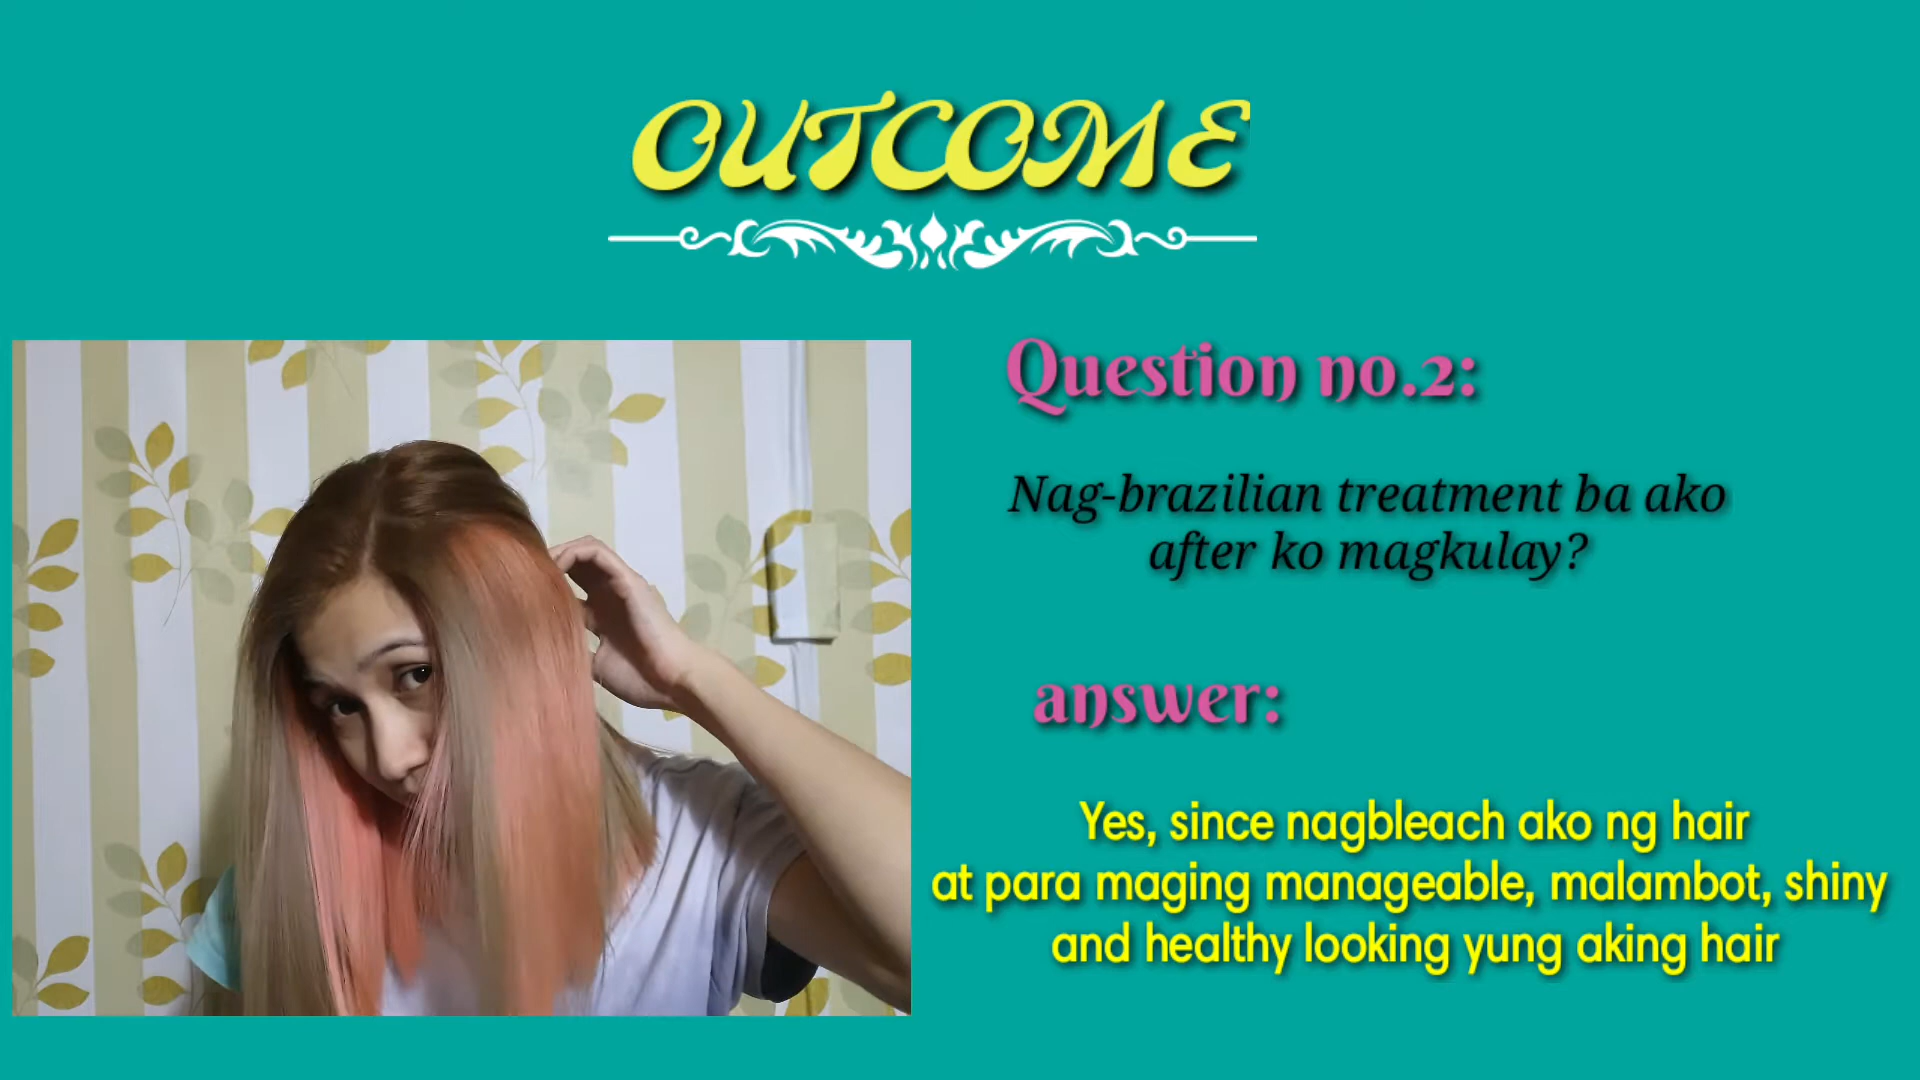 OUTCOME
Question no.2:
Nag-brazilian treatment ba ako
after ko magkulay?
answer:
Yes, since nagbleach ako ng hair
at para maging manageable, malambot, shiny
and healthy looking yung aking hair